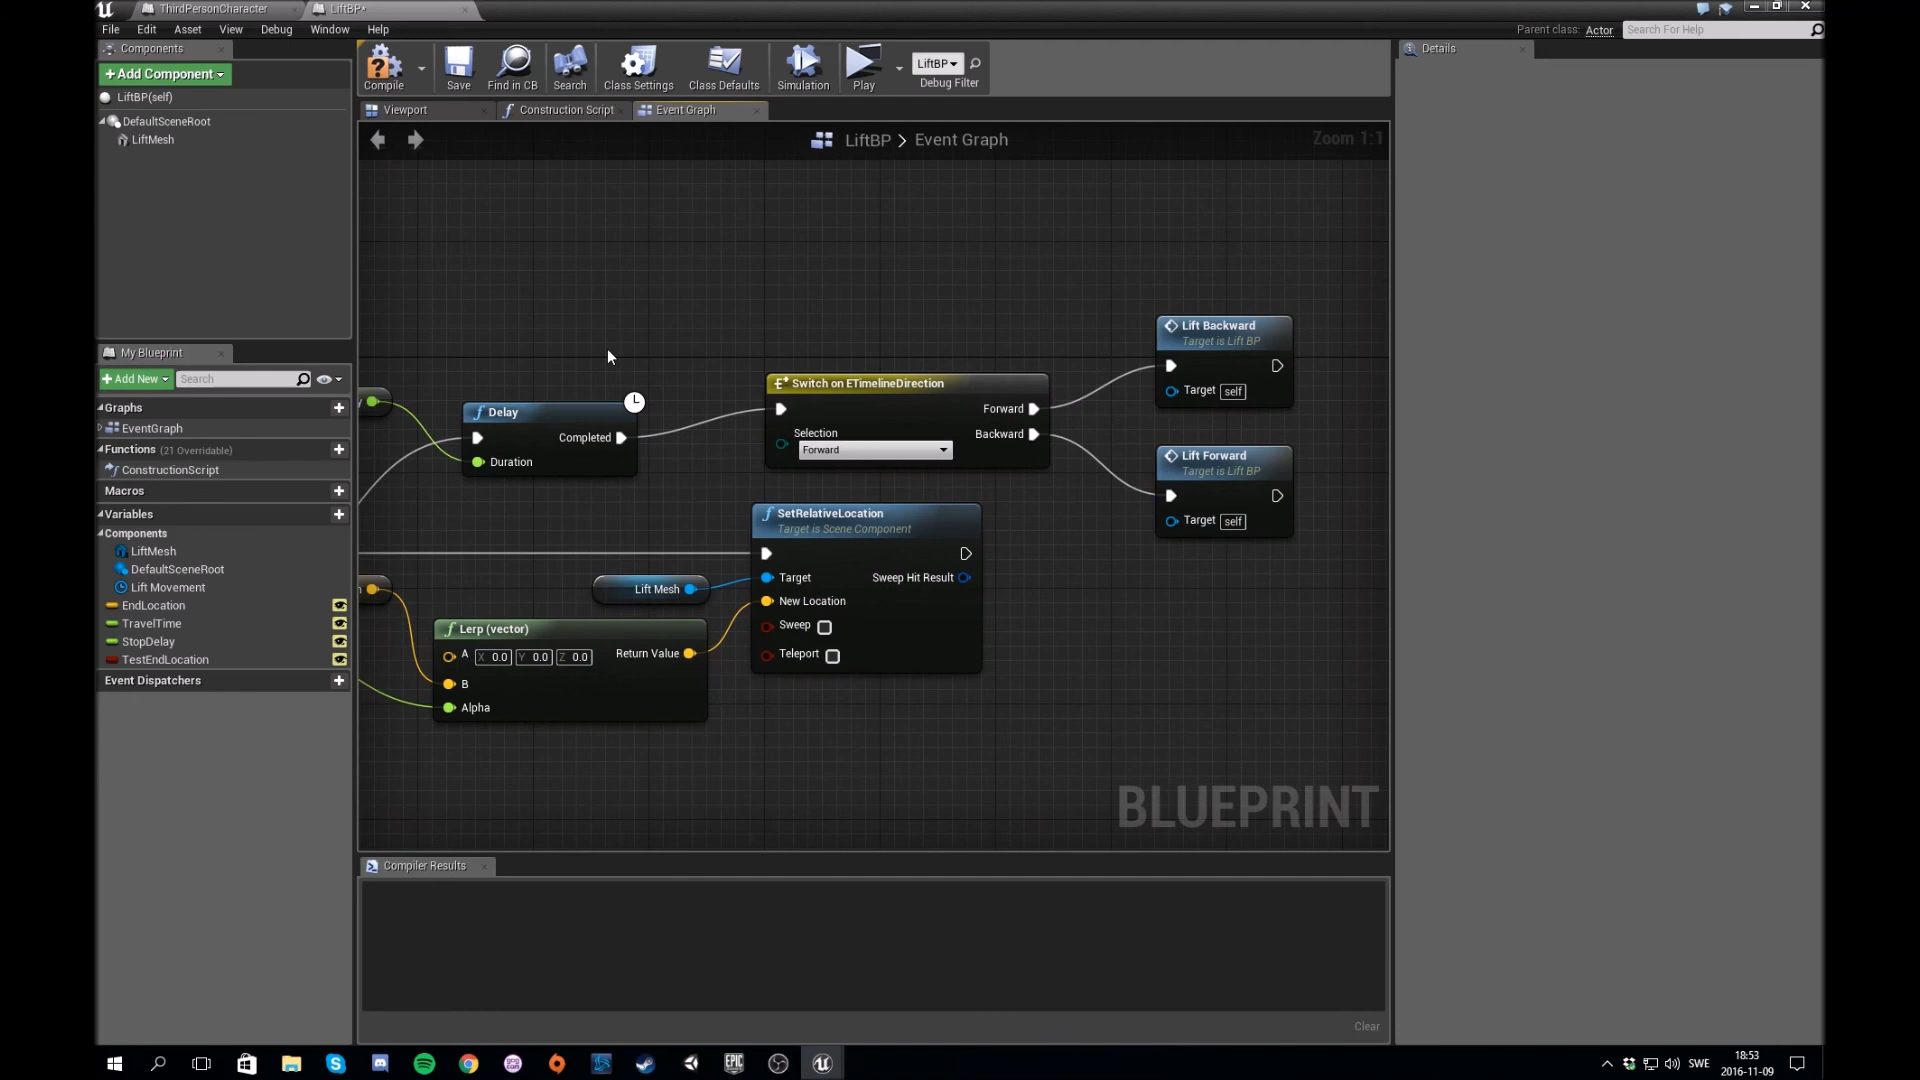 ThirdPersonCharacter
LiftBP*
File Edit Asset View Debug Window Help
Parent class: Actor
Search For Help
Components
+Add Component
LiftBP(self)
DefaultSceneRoot
LiftMesh
Compile
Save
Find in CB
Search
Class Settings
Class Defaults
Simulation
Play
LiftBP
Debug Filter
Details
Viewport
Construction Script
Event Graph
LiftBP > Event Graph
Zoom 1:1
My Blueprint
+Add New
Search
Graphs
EventGraph
Functions (21 Overridable)
ConstructionScript
Macros
Variables
Components
LiftMesh
DefaultSceneRoot
Lift Movement
EndLocation
TravelTime
StopDelay
TestEndLocation
Event Dispatchers
Delay
Completed
Duration
Switch on ETimelineDirection
Forward
Selection
Forward
Backward
Lift Backward
Target is Lift BP
Target self
Lift Forward
Target is Lift BP
Target self
SetRelativeLocation
Target is Scene Component
Target
Sweep Hit Result
New Location
Sweep
Teleport
Lift Mesh
Lerp (vector)
A X 0.0 Y 0.0 Z 0.0
Return Value
B
Alpha
BLUEPRINT
Compiler Results
Clear
SWE
18:53
2016-11-09